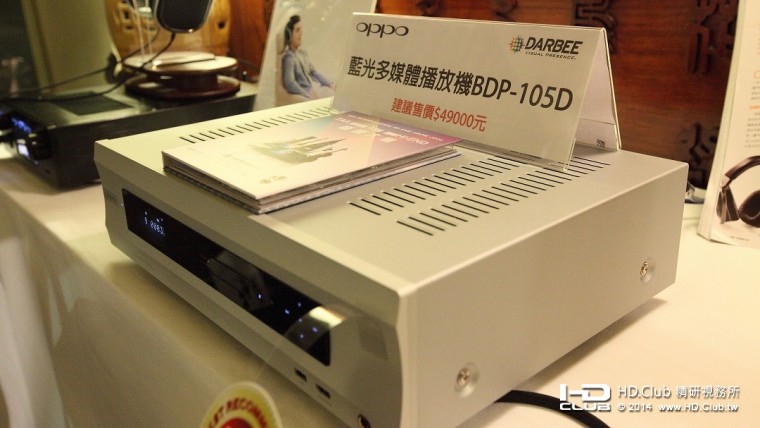 oppo
DARBEE
VISUAL PRESENCE
藍光多媒體播放機BDP-105D
建議售價$49000元
HD CLUB
HD.Club 精研視務所
© 2014 www.HD.Club.tw